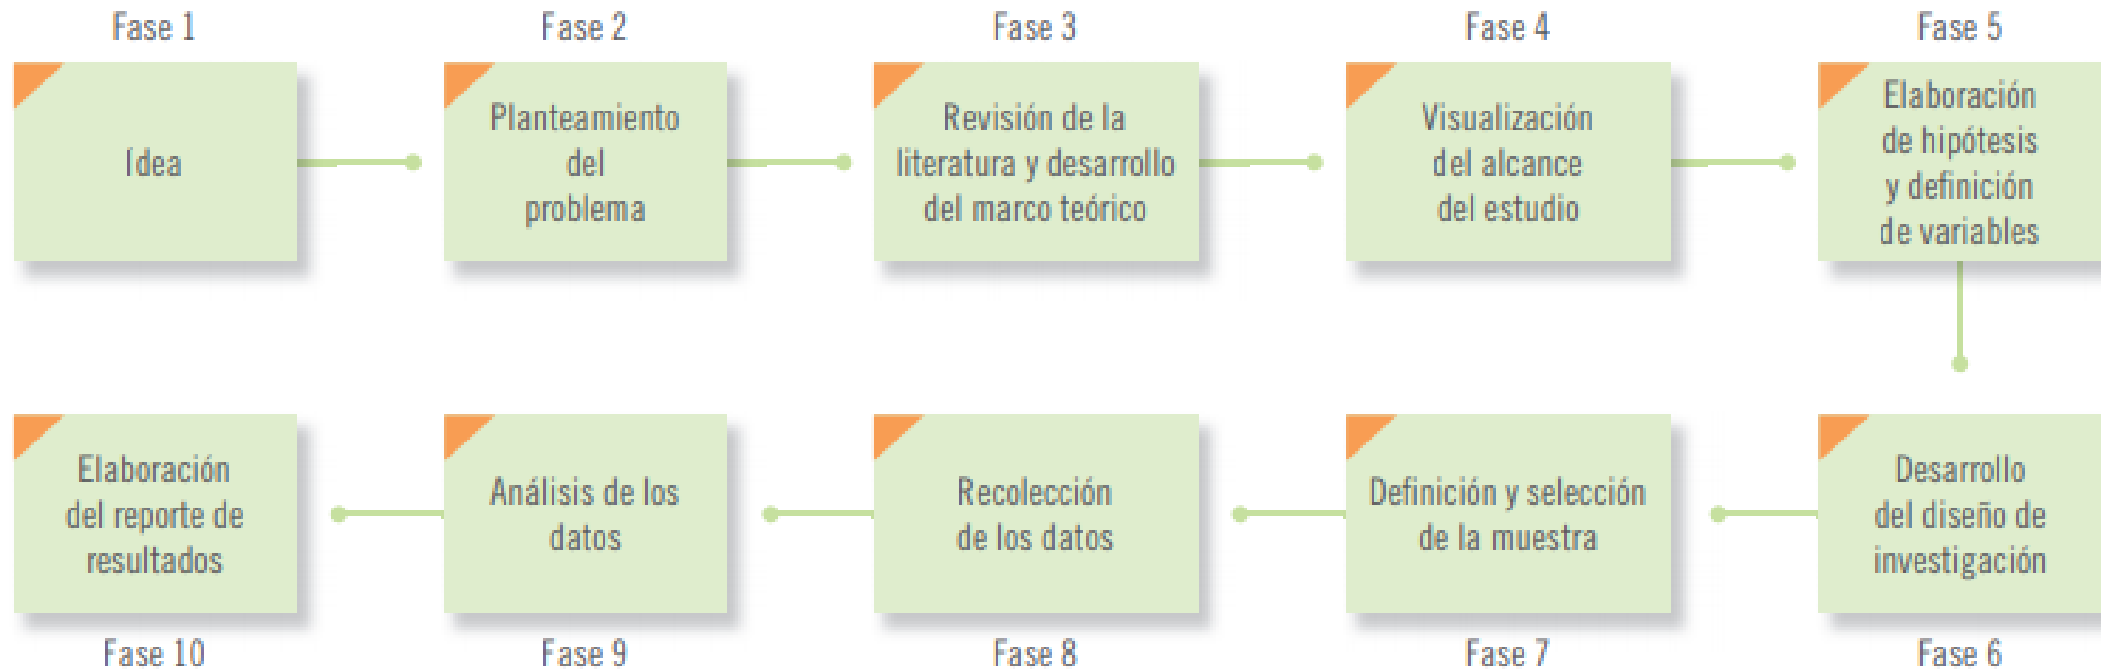 Fase 1
Idea
Fase 2
Planteamiento
del
problema
Fase 3
Revisión de la
literatura y desarrollo
del marco teórico
Fase 4
Visualización
del alcance
del estudio
Fase 5
Elaboración
de hipótesis
y definición
de variables
Desarrollo
del diseño de
investigación
Fase 6
Definición y selección
de la muestra
Fase 7
Recolección
de los datos
Fase 8
Análisis de los
datos
Fase 9
Elaboración
del reporte de
resultados
Fase 10